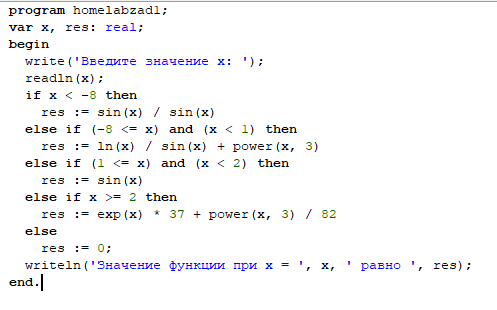 program homelabzad1;
var x, res: real;
begin
  write('Введите значение x: ');
  readln(x);
  if x < -8 then
    res := sin(x) / sin(x)
  else if (-8 <= x) and (x < 1) then
    res := ln(x) / sin(x) + power(x, 3)
  else if (1 <= x) and (x < 2) then
    res := sin(x)
  else if x >= 2 then
    res := exp(x) * 37 + power(x, 3) / 82
  else
    res := 0;
  writeln('Значение функции при x = ', x, ' равно ', res);
end.